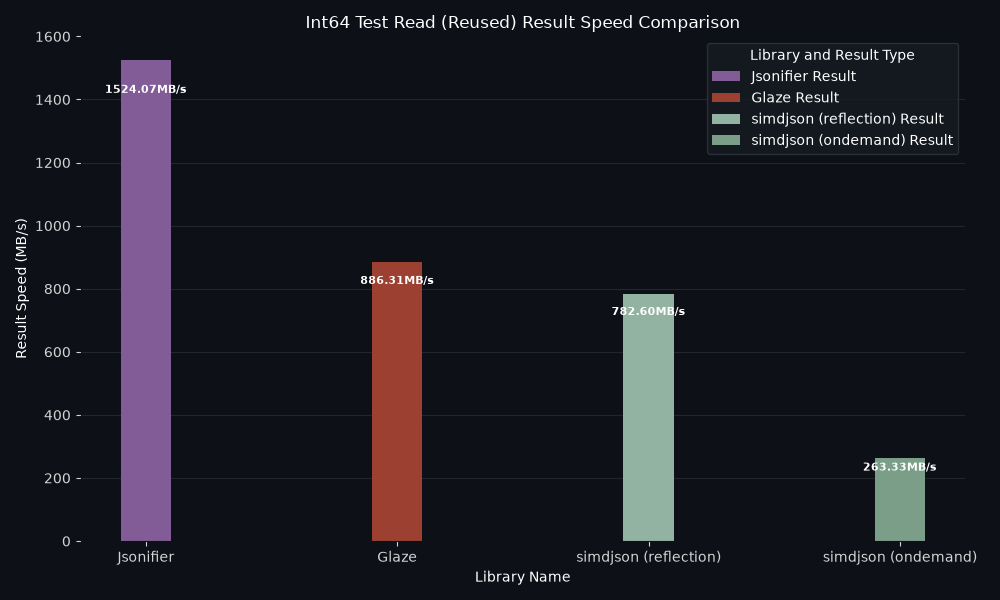 Int64 Test Read (Reused) Result Speed Comparison
Library and Result Type
Jsonifier Result
Glaze Result
simdjson (reflection) Result
simdjson (ondemand) Result
Result Speed (MB/s)
1600
1400
1200
1000
800
600
400
200
0
1524.07MB/s
886.31MB/s
782.60MB/s
263.33MB/s
Jsonifier
Glaze
simdjson (reflection)
simdjson (ondemand)
Library Name